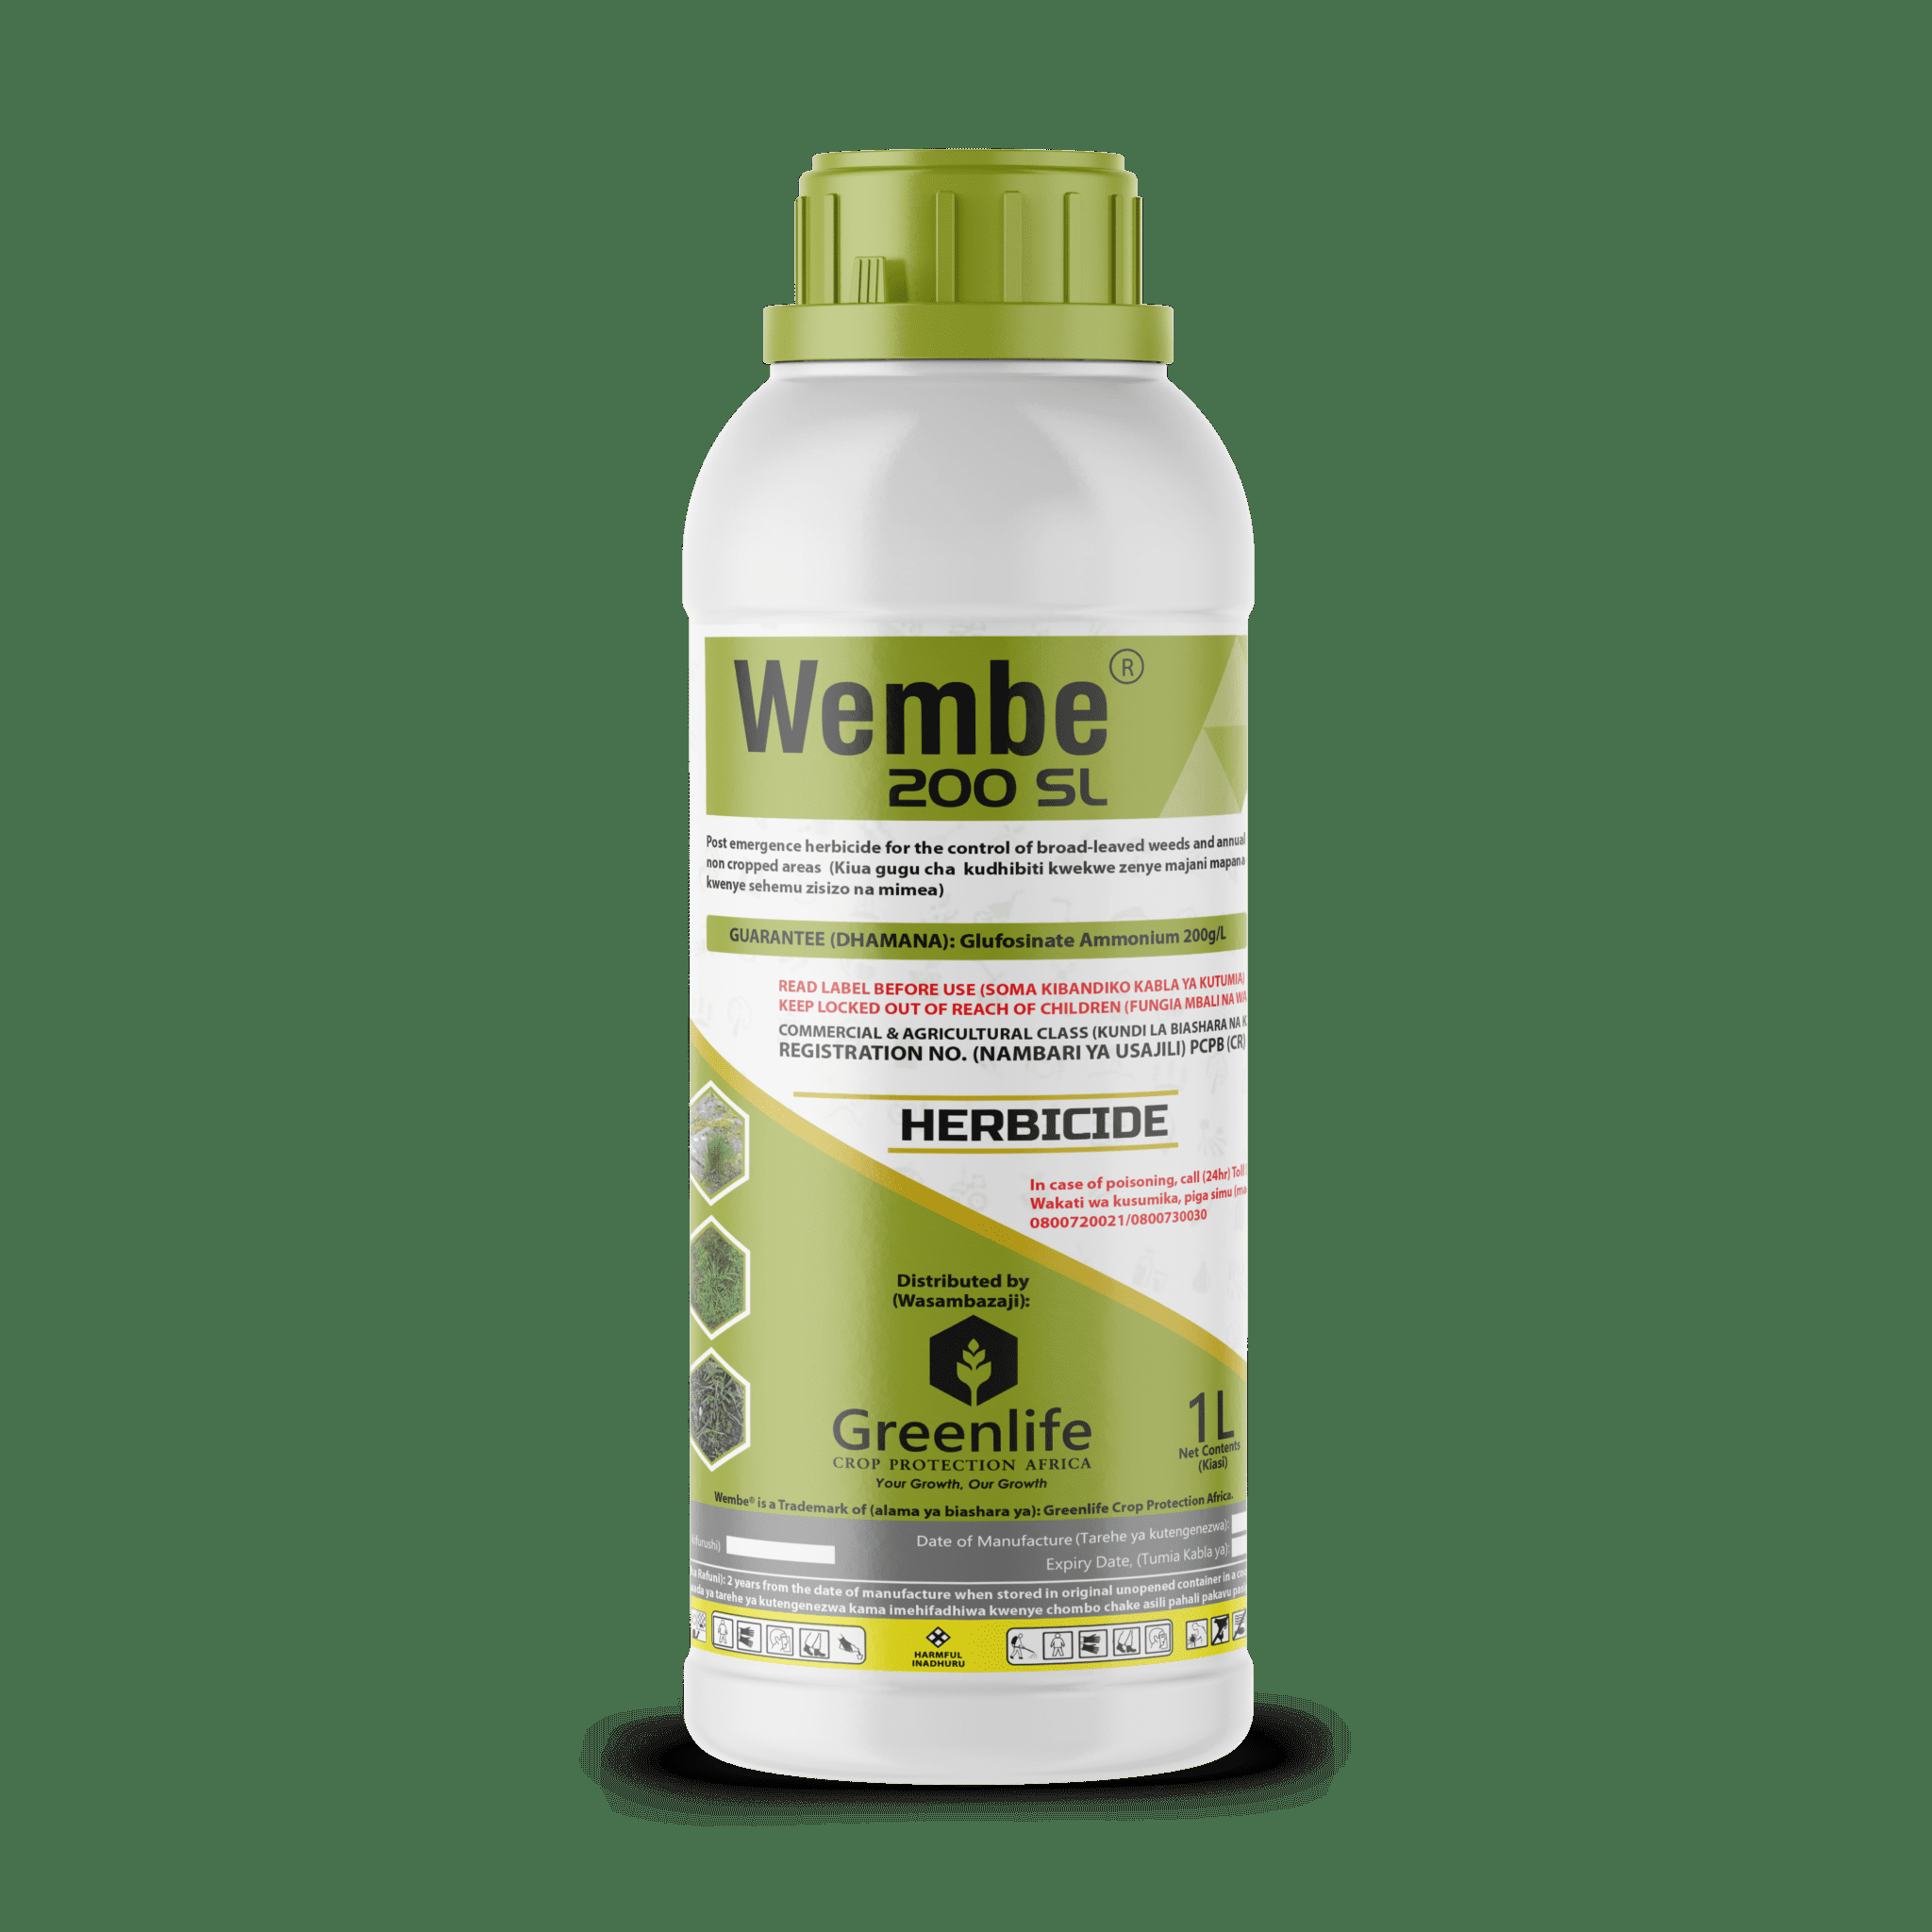 Wembe®
200 SL
Post emergence herbicide for the control of broad-leaved weeds and annual
non cropped areas (Kiua gugu cha kudhibiti kwekwe zenye majani mapana
kwenye sehemu zisizo na mimea)
GUARANTEE (DHAMANA): Glufosinate Ammonium 200g/L
READ LABEL BEFORE USE (SOMA KIBANDIKO KABLA YA KUTUMIA)
KEEP LOCKED OUT OF REACH OF CHILDREN (FUNGIA MBALI NA WA
COMMERCIAL & AGRICULTURAL CLASS (KUNDI LA BIASHARA NA K
REGISTRATION NO. (NAMBARI YA USAJILI) PCPB (CR)
HERBICIDE
In case of poisoning, call (24hr) Toll
Wakati wa kusumika, piga simu (ma
0800720021/0800730030
Distributed by
(Wasambazaji):
Greenlife
CROP PROTECTION AFRICA
Your Growth, Our Growth
1L
Net Contents
(Kiasi)
Wembe® is a Trademark of (alama ya biashara ya): Greenlife Crop Protection Africa.
furushi)
Date of Manufacture (Tarehe ya kutengenezwa):
Expiry Date, (Tumia Kabla ya):
Rafuni): 2 years from the date of manufacture when stored in original unopened container in a coo
ya tarehe ya kutengenezwa kama imehifadhiwa kwenye chombo chake asili pahali pakavu
HARMFUL
INADHURU